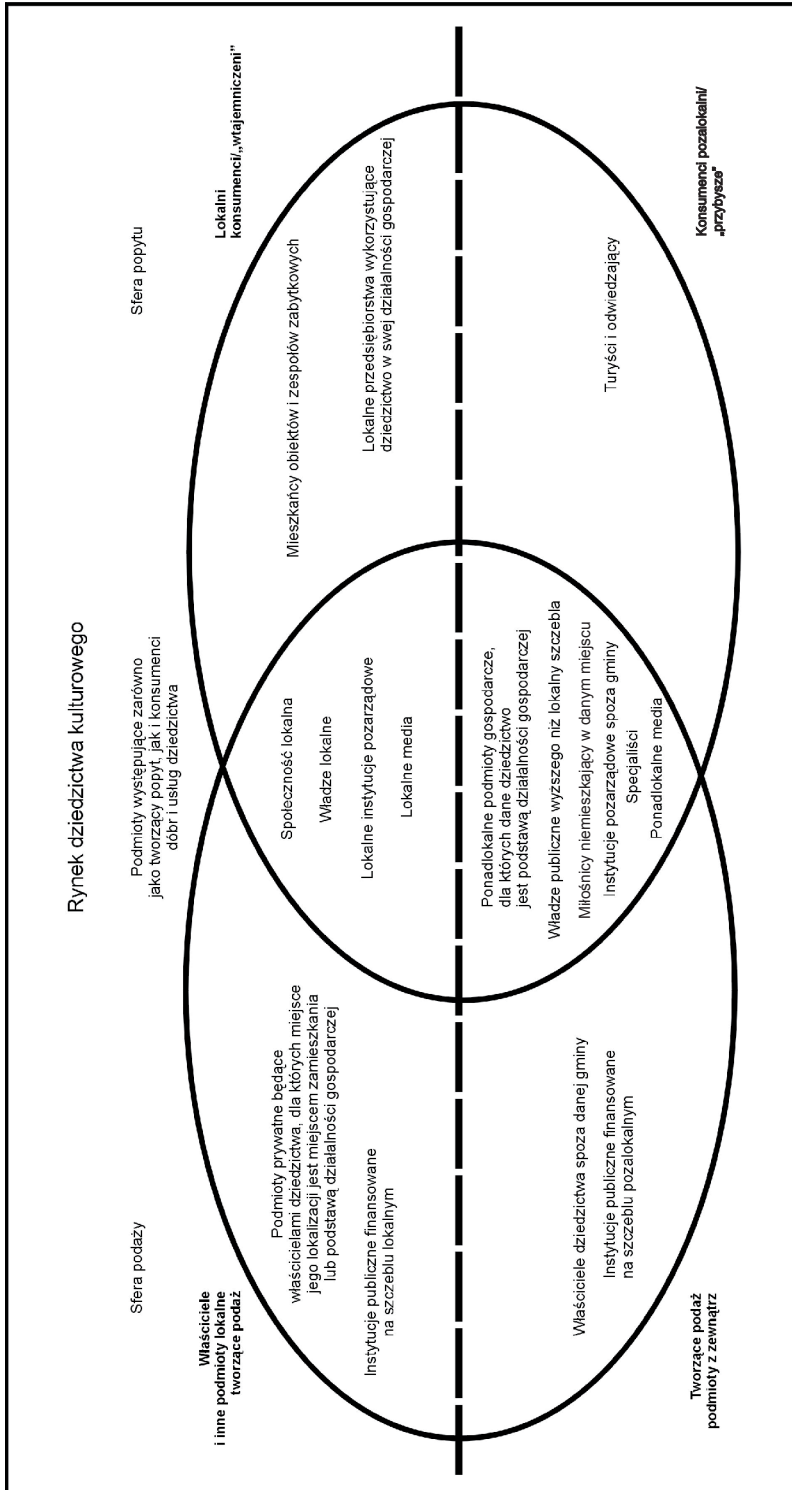 Rynek dziedzictwa kulturowego
Sfera podaży
Podmioty występujące zarówno
jako tworzący popyt, jak i konsumenci
dóbr i usług dziedzictwa
Sfera popytu
Właściciele
i inne podmioty lokalne
tworzące podaż
Lokalni
konsumenci/„wtajemniczeni”
Podmioty prywatne będące
właścicielami dziedzictwa, dla których miejsce
jego lokalizacji jest miejscem zamieszkania
lub podstawą działalności gospodarczej
Instytucje publiczne finansowane
na szczeblu lokalnym
Społeczność lokalna
Władze lokalne
Lokalne instytucje pozarządowe
Lokalne media
Mieszkańcy obiektów i zespołów zabytkowych
Lokalne przedsiębiorstwa wykorzystujące
dziedzictwo w swej działalności gospodarczej
Właściciele dziedzictwa spoza danej gminy
Instytucje publiczne finansowane
na szczeblu pozalokalnym
Ponadlokalne podmioty gospodarcze,
dla których dane dziedzictwo
jest podstawą działalności gospodarczej
Władze publiczne wyższego niż lokalny szczebla
Miłośnicy niemieszkający w danym miejscu
Instytucje pozarządowe spoza gminy
Specjaliści
Ponadlokalne media
Turyści i odwiedzający
Tworzące podaż
podmioty z zewnątrz
Konsumenci pozalokalni/
„przybysze”